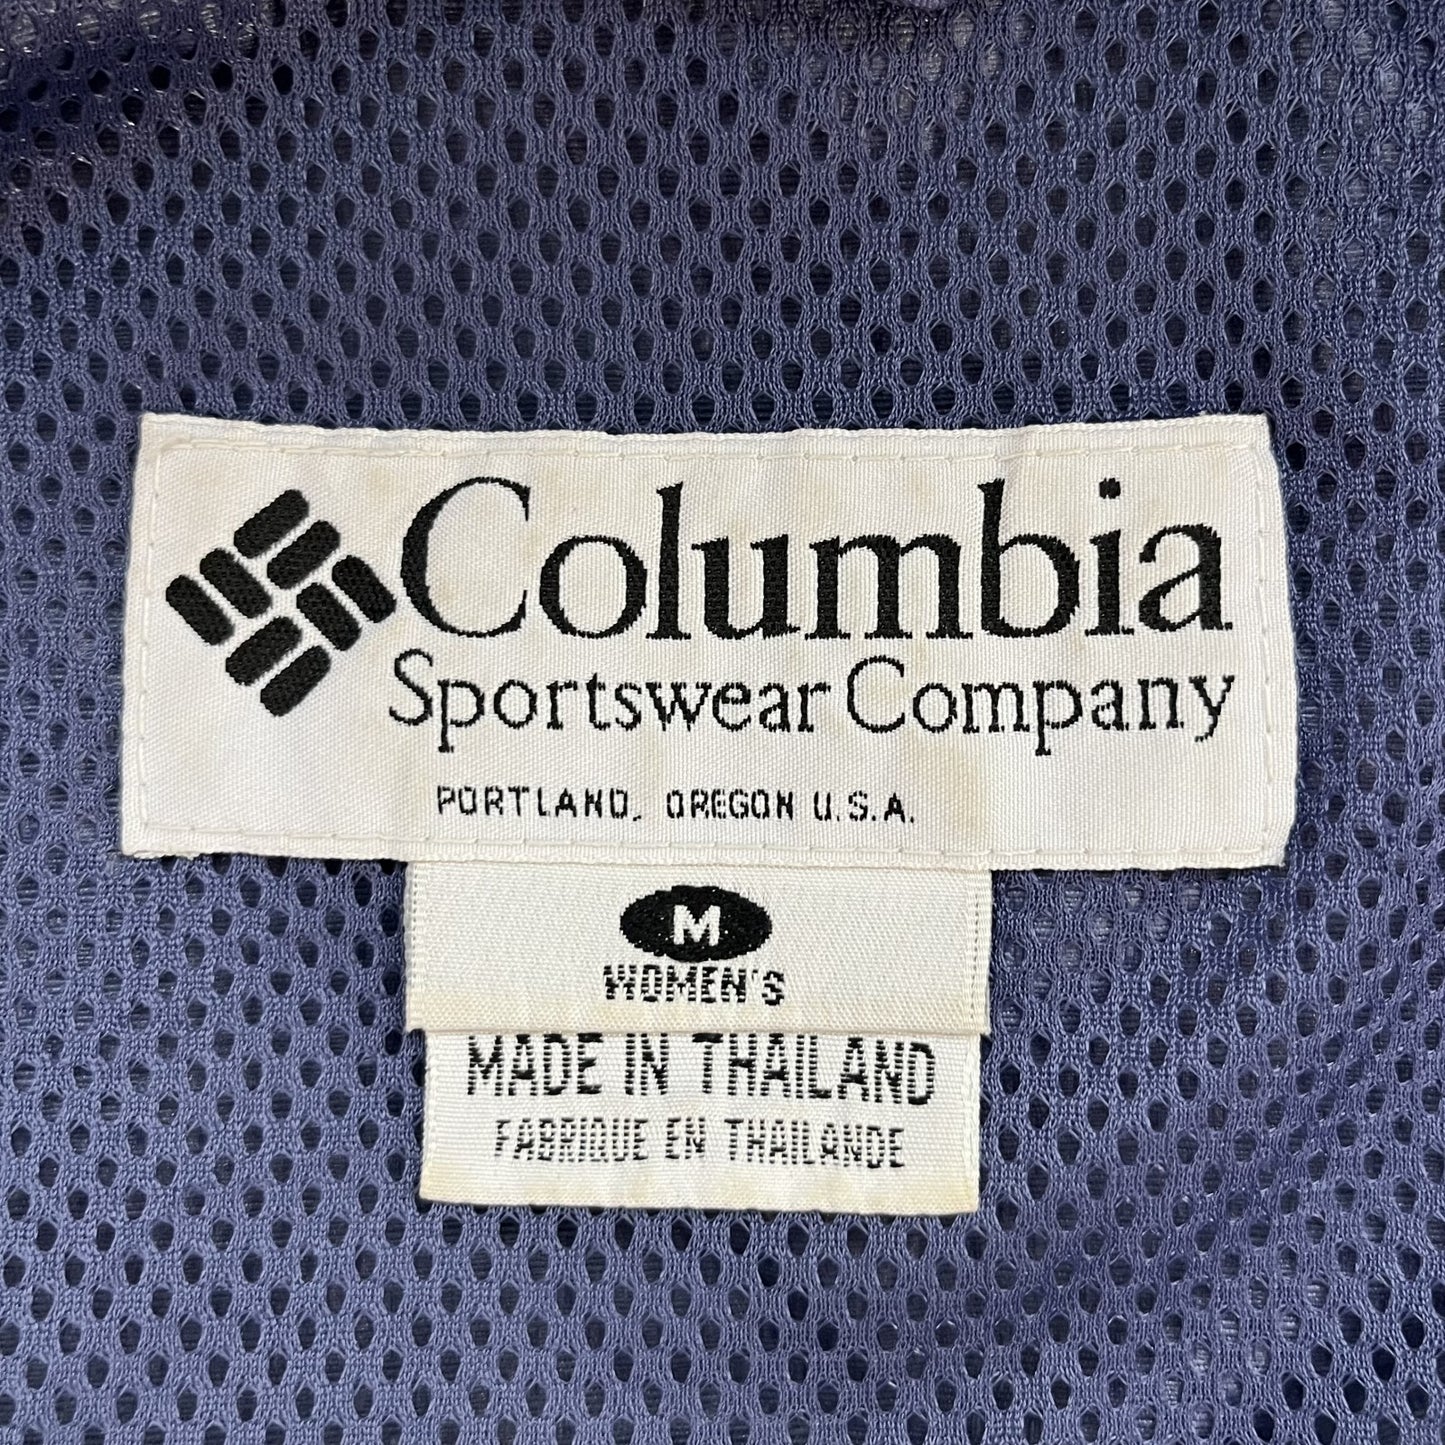 Columbia
Sportswear Company
PORTLAND, OREGON U.S.A.
M
WOMEN'S
MADE IN THAILAND
FABRIQUE EN THAILANDE